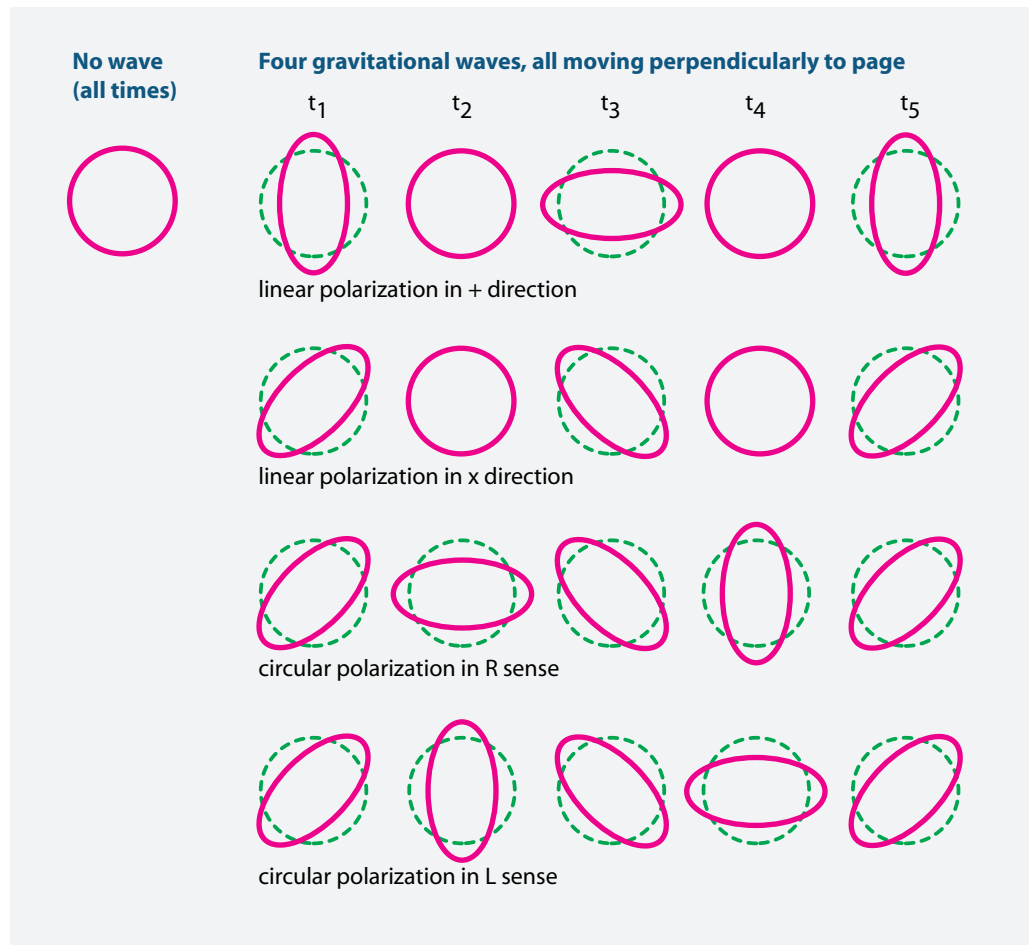 No wave
(all times)
Four gravitational waves, all moving perpendicularly to page
t1 t2 t3 t4 t5
linear polarization in + direction
linear polarization in x direction
circular polarization in R sense
circular polarization in L sense